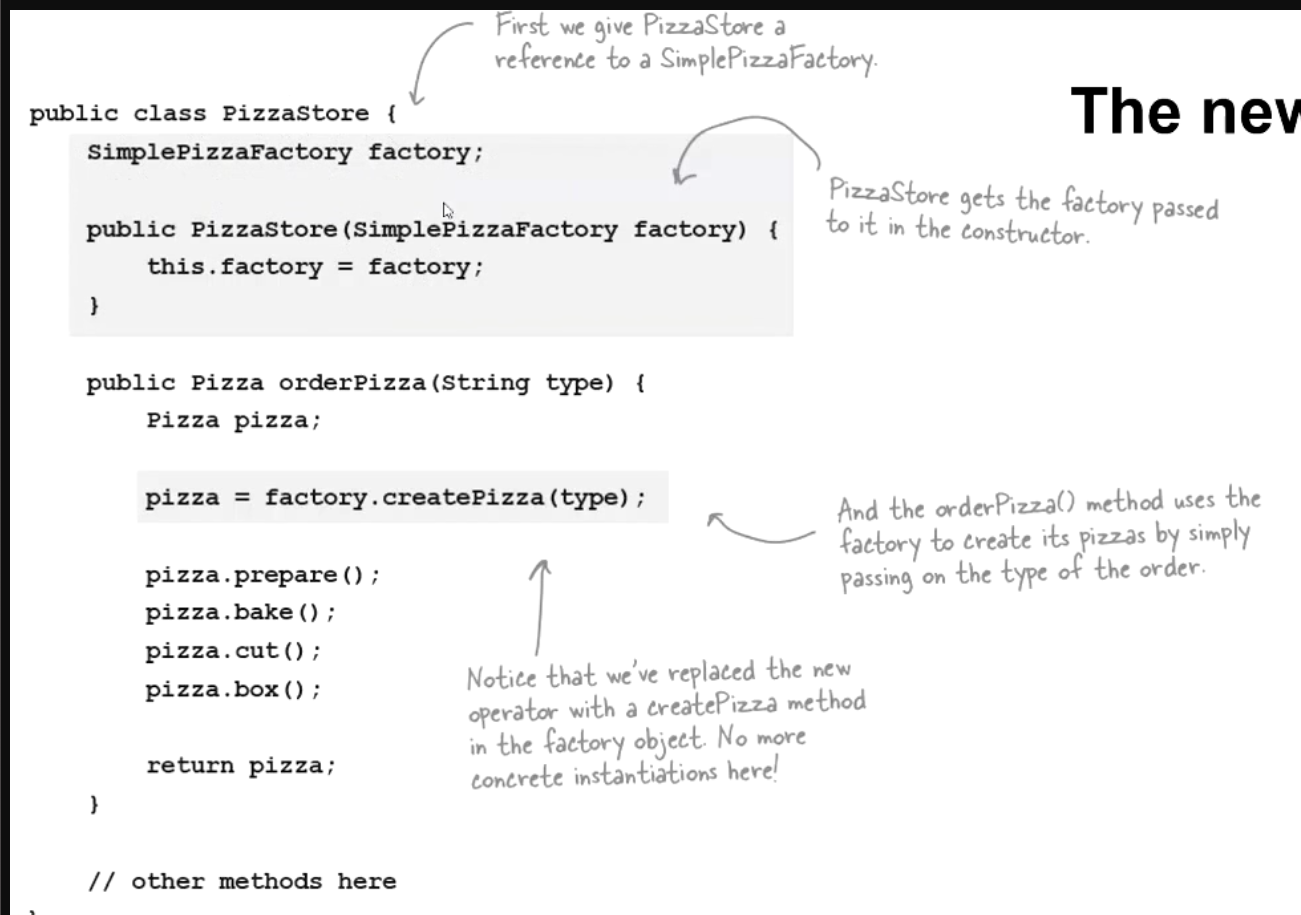 First we give PizzaStore a
reference to a SimplePizzaFactory.
public class PizzaStore {
The new
SimplePizzaFactory factory;
PizzaStore gets the factory passed
to it in the constructor.
public PizzaStore(SimplePizzaFactory factory) {
this.factory = factory;
}
public Pizza orderPizza(String type) {
Pizza pizza;
pizza = factory.createPizza(type);
And the orderPizza() method uses the
factory to create its pizzas by simply
passing on the type of the order.
pizza.prepare();
pizza.bake();
pizza.cut();
pizza.box();
Notice that we've replaced the new
operator with a createPizza method
in the factory object. No more
concrete instantiations here!
return pizza;
}
// other methods here